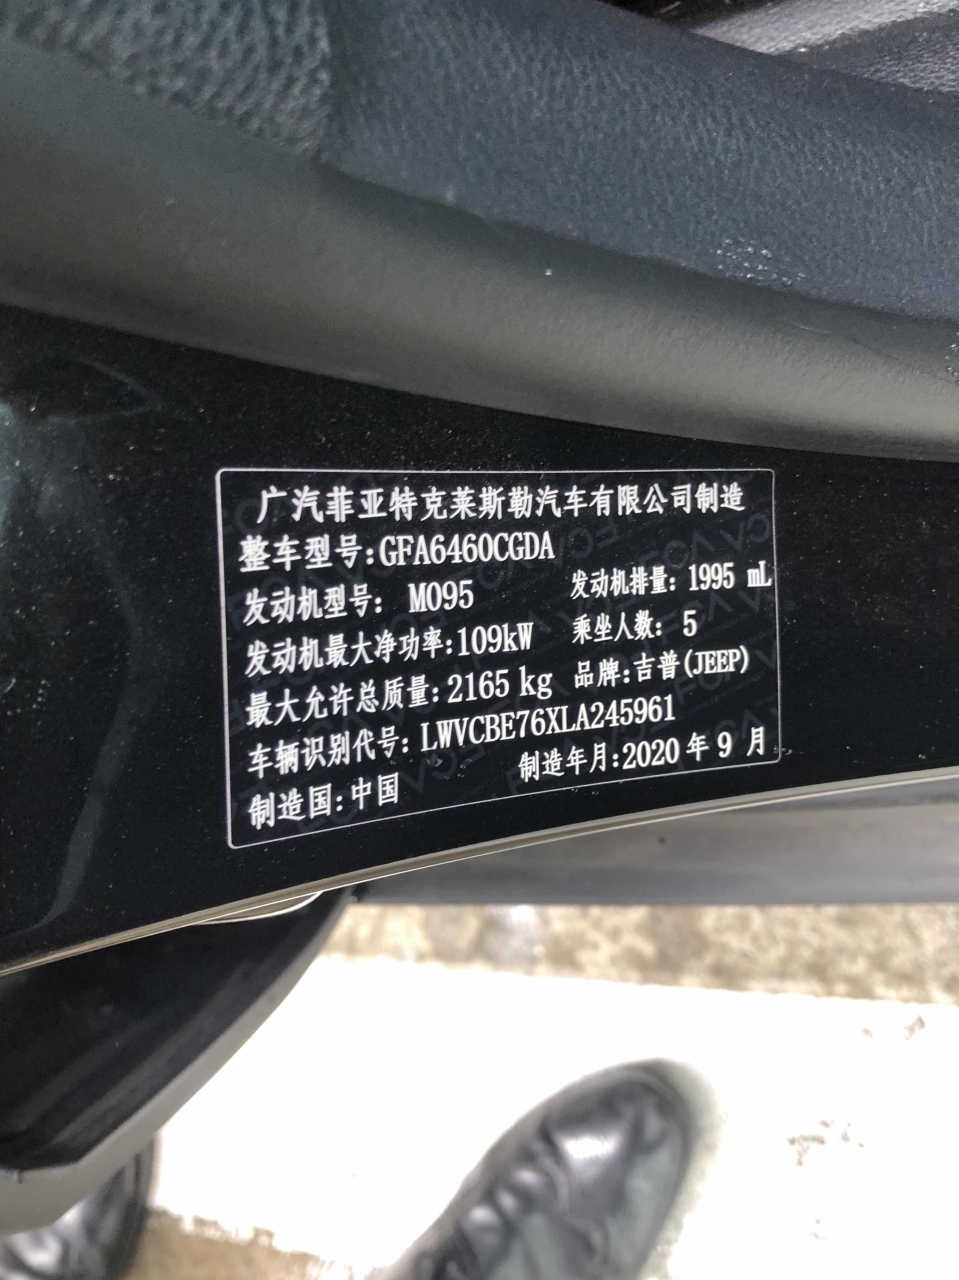 广汽菲亚特克莱斯勒汽车有限公司制造
整车型号:GFA6460CGDA
发动机型号: M095 发动机排量: 1995 mL
发动机最大净功率:109kW 乘坐人数: 5
最大允许总质量:2165 kg 品牌:吉普(JEEP)
车辆识别代号: LWVCBE76XLA245961
制造国:中国 制造年月:2020年9月